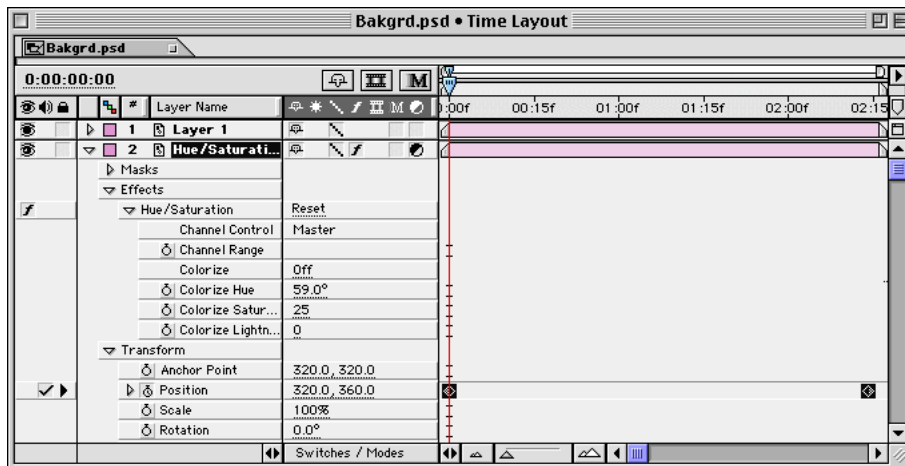 Bakgrd.psd • Time Layout
Bakgrd.psd
0:00:00:00
# Layer Name
:00f 00:15f 01:00f 01:15f 02:00f 02:15
1 Layer 1
2 Hue/Saturati...
Masks
Effects
Hue/Saturation Reset
Channel Control Master
Channel Range
Colorize Off
Colorize Hue 59.0°
Colorize Satur... 25
Colorize Lightn... 0
Transform
Anchor Point 320.0, 320.0
Position 320.0, 360.0
Scale 100%
Rotation 0.0°
Switches / Modes